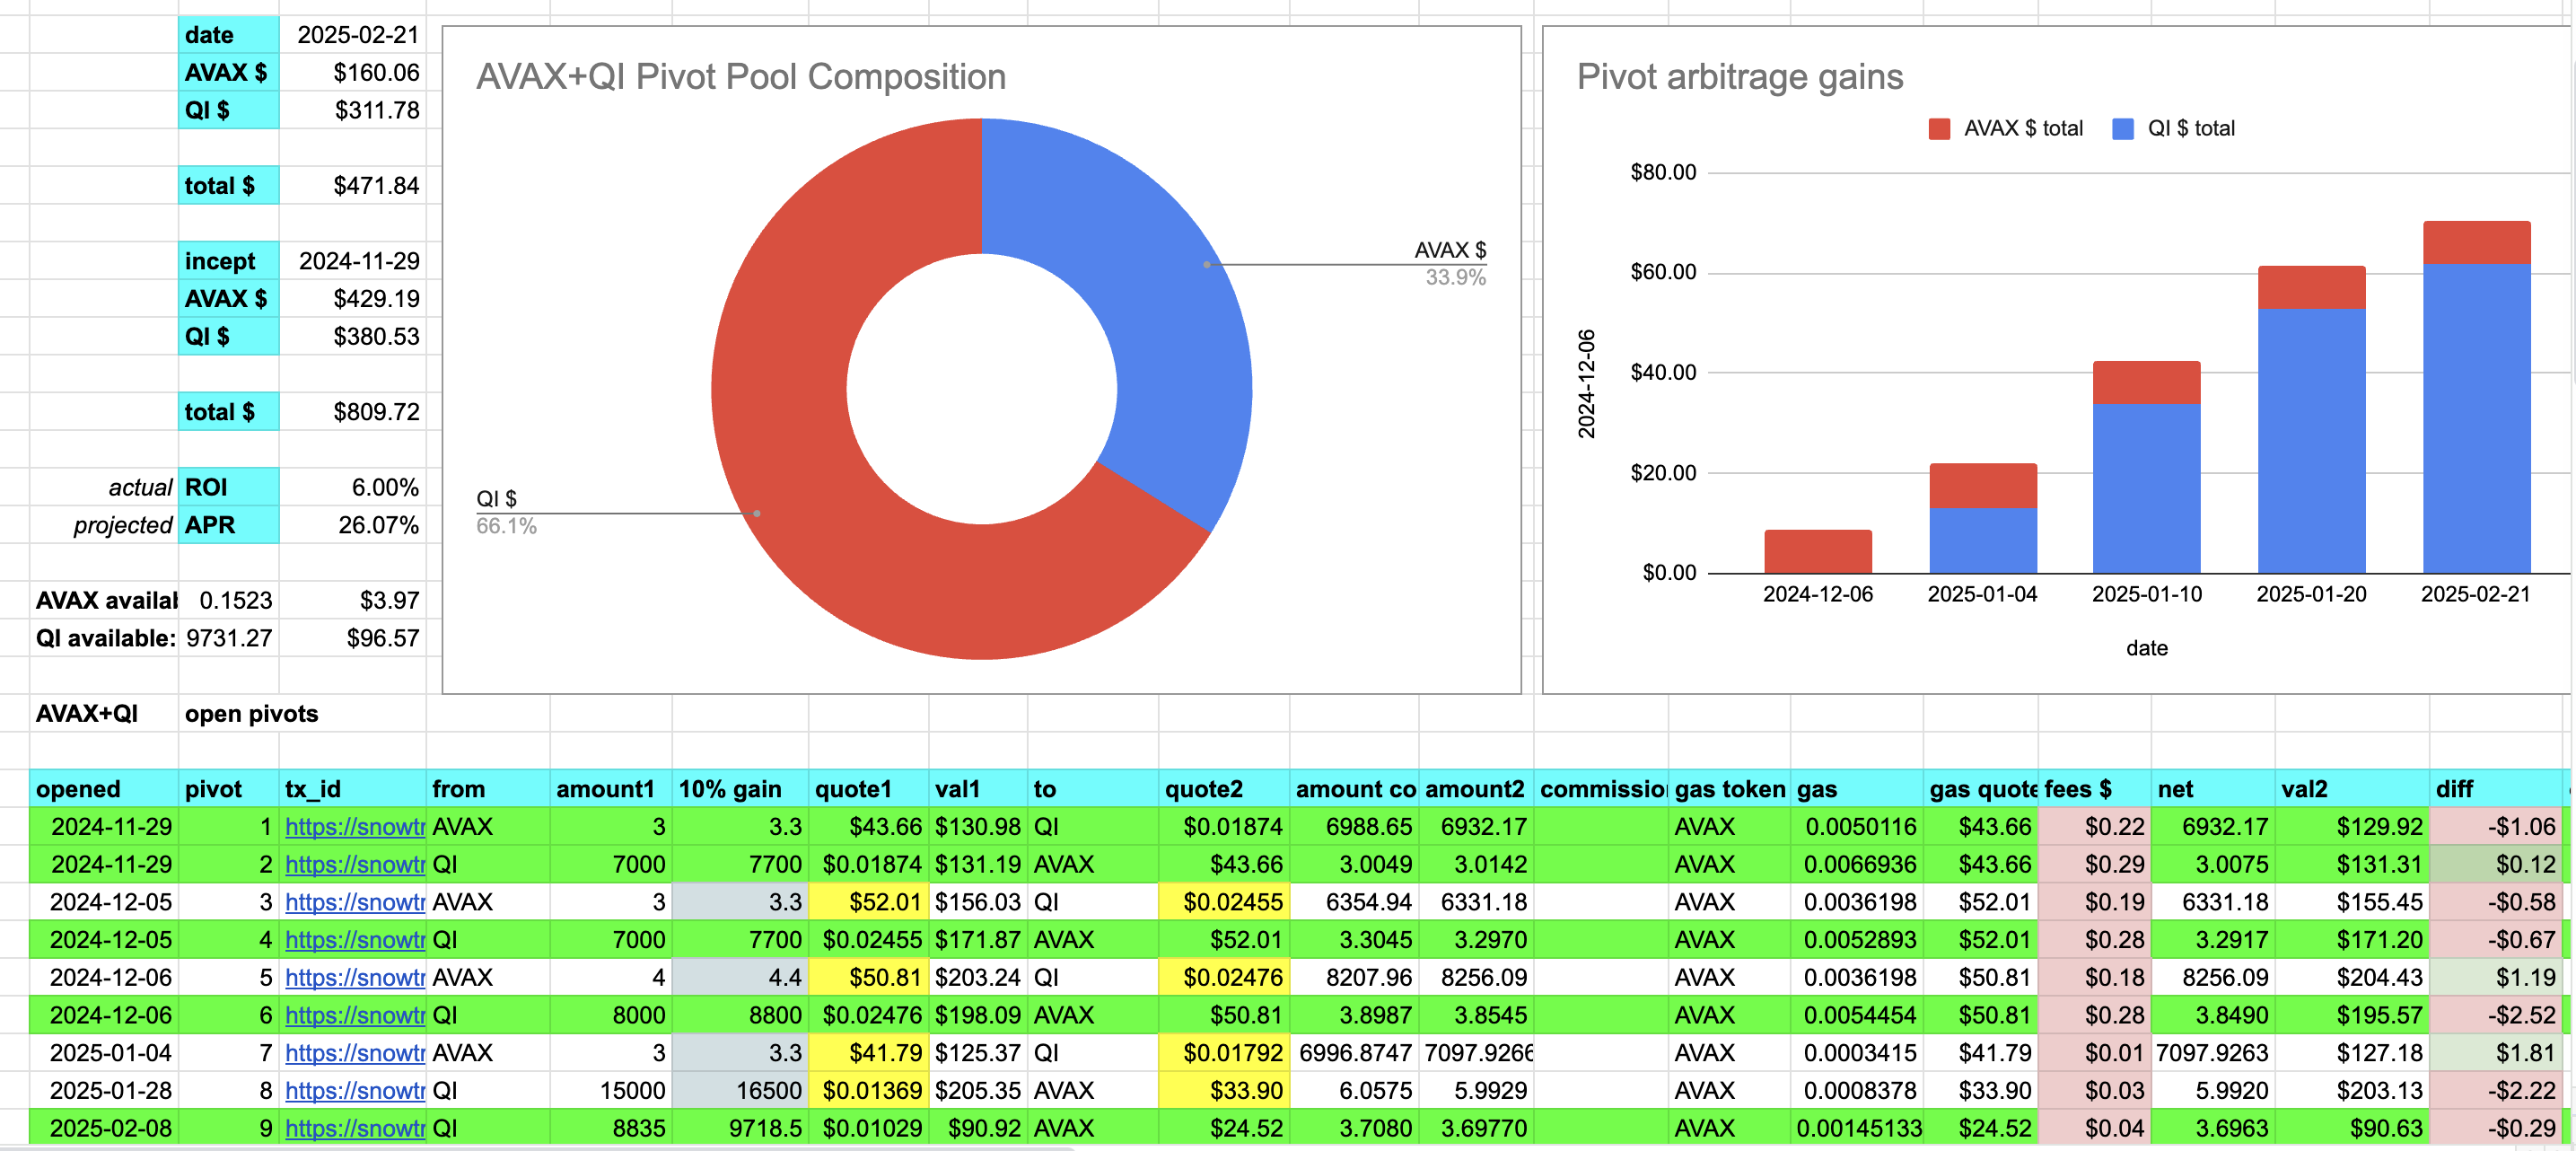 date 2025-02-21
AVAX $ $160.06
QI $ $311.78
total $ $471.84
incept 2024-11-29
AVAX $ $429.19
QI $ $380.53
total $ $809.72
actual ROI 6.00%
projected APR 26.07%
AVAX availab 0.1523 $3.97
QI available: 9731.27 $96.57
AVAX+QI Pivot Pool Composition
AVAX $
33.9%
QI $
66.1%
Pivot arbitrage gains
AVAX $ total QI $ total
$80.00
$60.00
$40.00
$20.00
$0.00
2024-12-06
2024-12-06 2025-01-04 2025-01-10 2025-01-20 2025-02-21
date
AVAX+QI open pivots
opened pivot tx_id from amount1 10% gain quote1 val1 to quote2 amount co amount2 commission gas token gas gas quote fees $ net val2 diff
2024-11-29 1 https://snowtr AVAX 3 3.3 $43.66 $130.98 QI $0.01874 6988.65 6932.17 AVAX 0.0050116 $43.66 $0.22 6932.17 $129.92 -$1.06
2024-11-29 2 https://snowtr QI 7000 7700 $0.01874 $131.19 AVAX $43.66 3.0049 3.0142 AVAX 0.0066936 $43.66 $0.29 3.0075 $131.31 $0.12
2024-12-05 3 https://snowtr AVAX 3 3.3 $52.01 $156.03 QI $0.02455 6354.94 6331.18 AVAX 0.0036198 $52.01 $0.19 6331.18 $155.45 -$0.58
2024-12-05 4 https://snowtr QI 7000 7700 $0.02455 $171.87 AVAX $52.01 3.3045 3.2970 AVAX 0.0052893 $52.01 $0.28 3.2917 $171.20 -$0.67
2024-12-06 5 https://snowtr AVAX 4 4.4 $50.81 $203.24 QI $0.02476 8207.96 8256.09 AVAX 0.0036198 $50.81 $0.18 8256.09 $204.43 $1.19
2024-12-06 6 https://snowtr QI 8000 8800 $0.02476 $198.09 AVAX $50.81 3.8987 3.8545 AVAX 0.0054454 $50.81 $0.28 3.8490 $195.57 -$2.52
2025-01-04 7 https://snowtr AVAX 3 3.3 $41.79 $125.37 QI $0.01792 6996.8747 7097.9266 AVAX 0.0003415 $41.79 $0.01 7097.9263 $127.18 $1.81
2025-01-28 8 https://snowtr QI 15000 16500 $0.01369 $205.35 AVAX $33.90 6.0575 5.9929 AVAX 0.0008378 $33.90 $0.03 5.9920 $203.13 -$2.22
2025-02-08 9 https://snowtr QI 8835 9718.5 $0.01029 $90.92 AVAX $24.52 3.7080 3.69770 AVAX 0.00145133 $24.52 $0.04 3.6963 $90.63 -$0.29